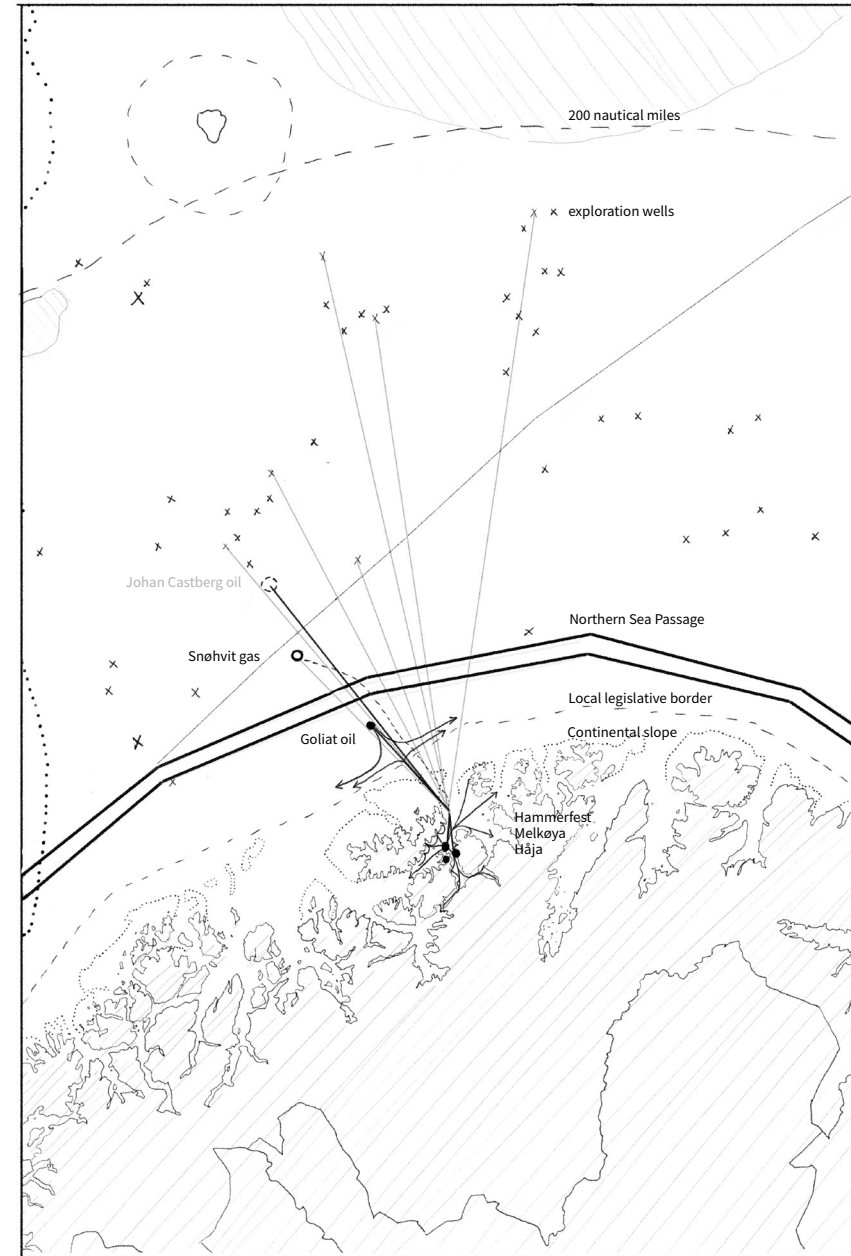 200 nautical miles
exploration wells
Johan Castberg oil
Northern Sea Passage
Snøhvit gas
Local legislative border
Continental slope
Goliat oil
Hammerfest
Melkøya
Håja